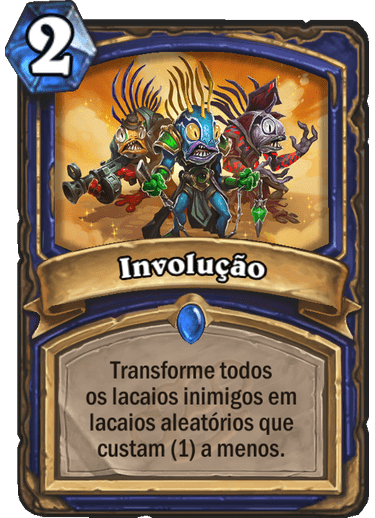 2
Involução
Transforme todos
os lacaios inimigos em
lacaios aleatórios que
custam (1) a menos.